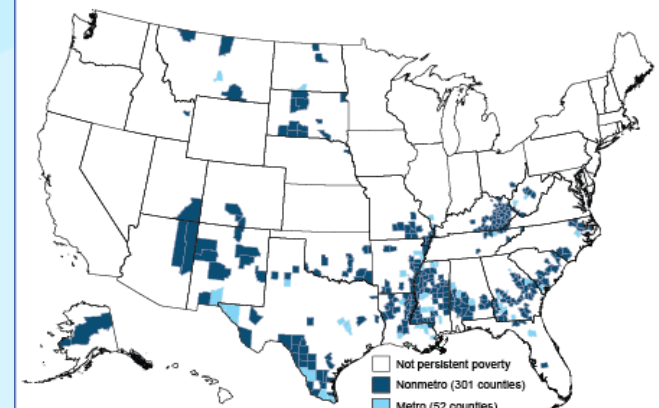 Not persistent poverty
Nonmetro (301 counties)
Metro (52 counties)